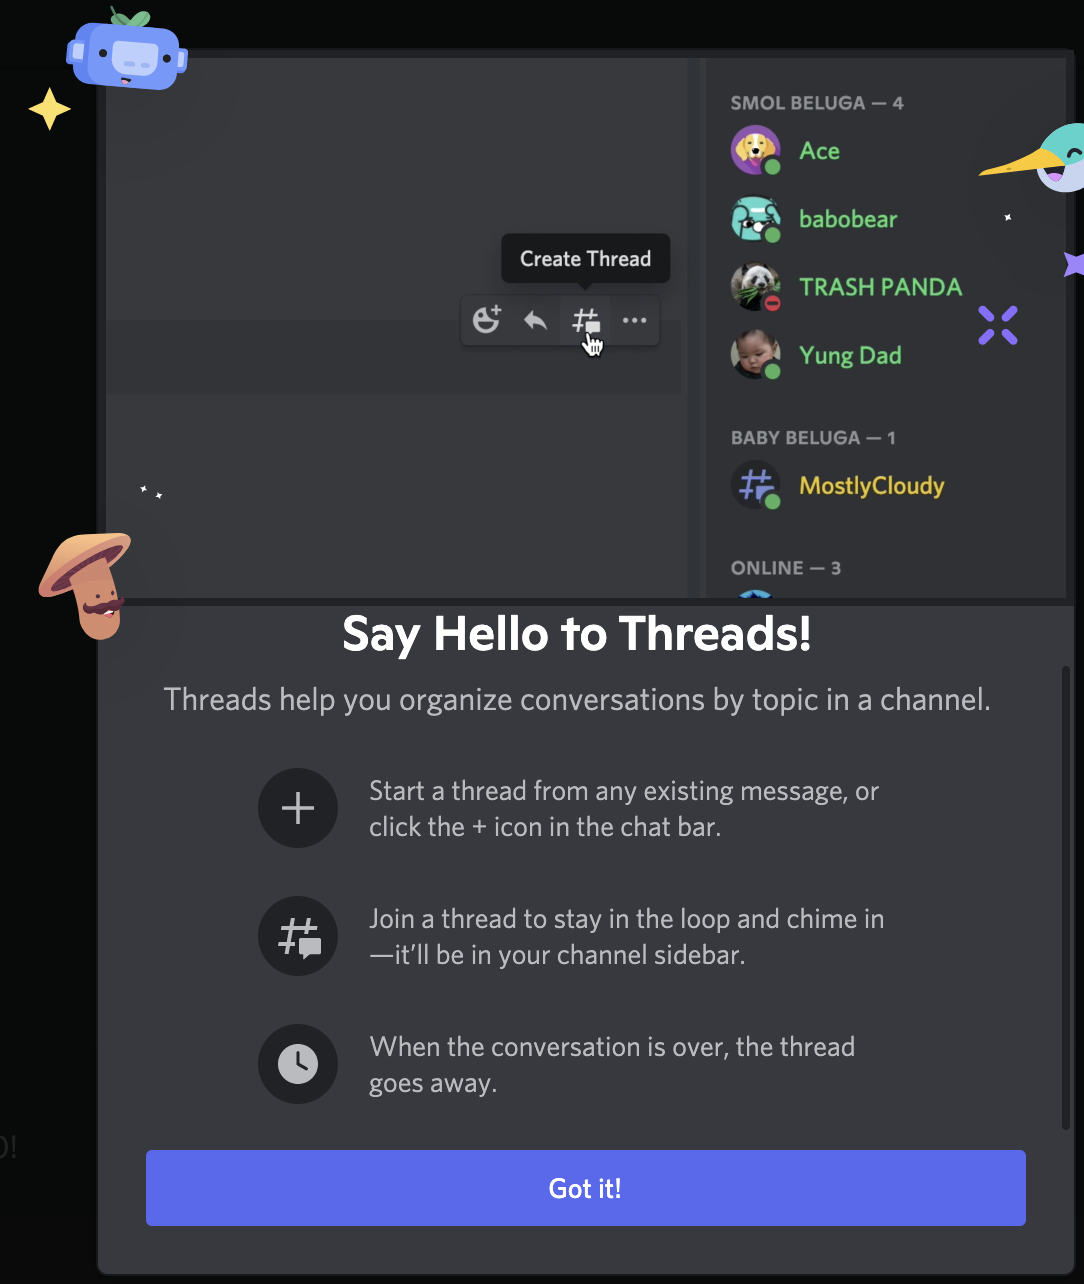 SMOL BELUGA — 4
Ace
babobear
Create Thread
TRASH PANDA
Yung Dad
BABY BELUGA — 1
MostlyCloudy
ONLINE — 3
Say Hello to Threads!
Threads help you organize conversations by topic in a channel.
Start a thread from any existing message, or
click the + icon in the chat bar.
Join a thread to stay in the loop and chime in
—it’ll be in your channel sidebar.
When the conversation is over, the thread
goes away.
Got it!